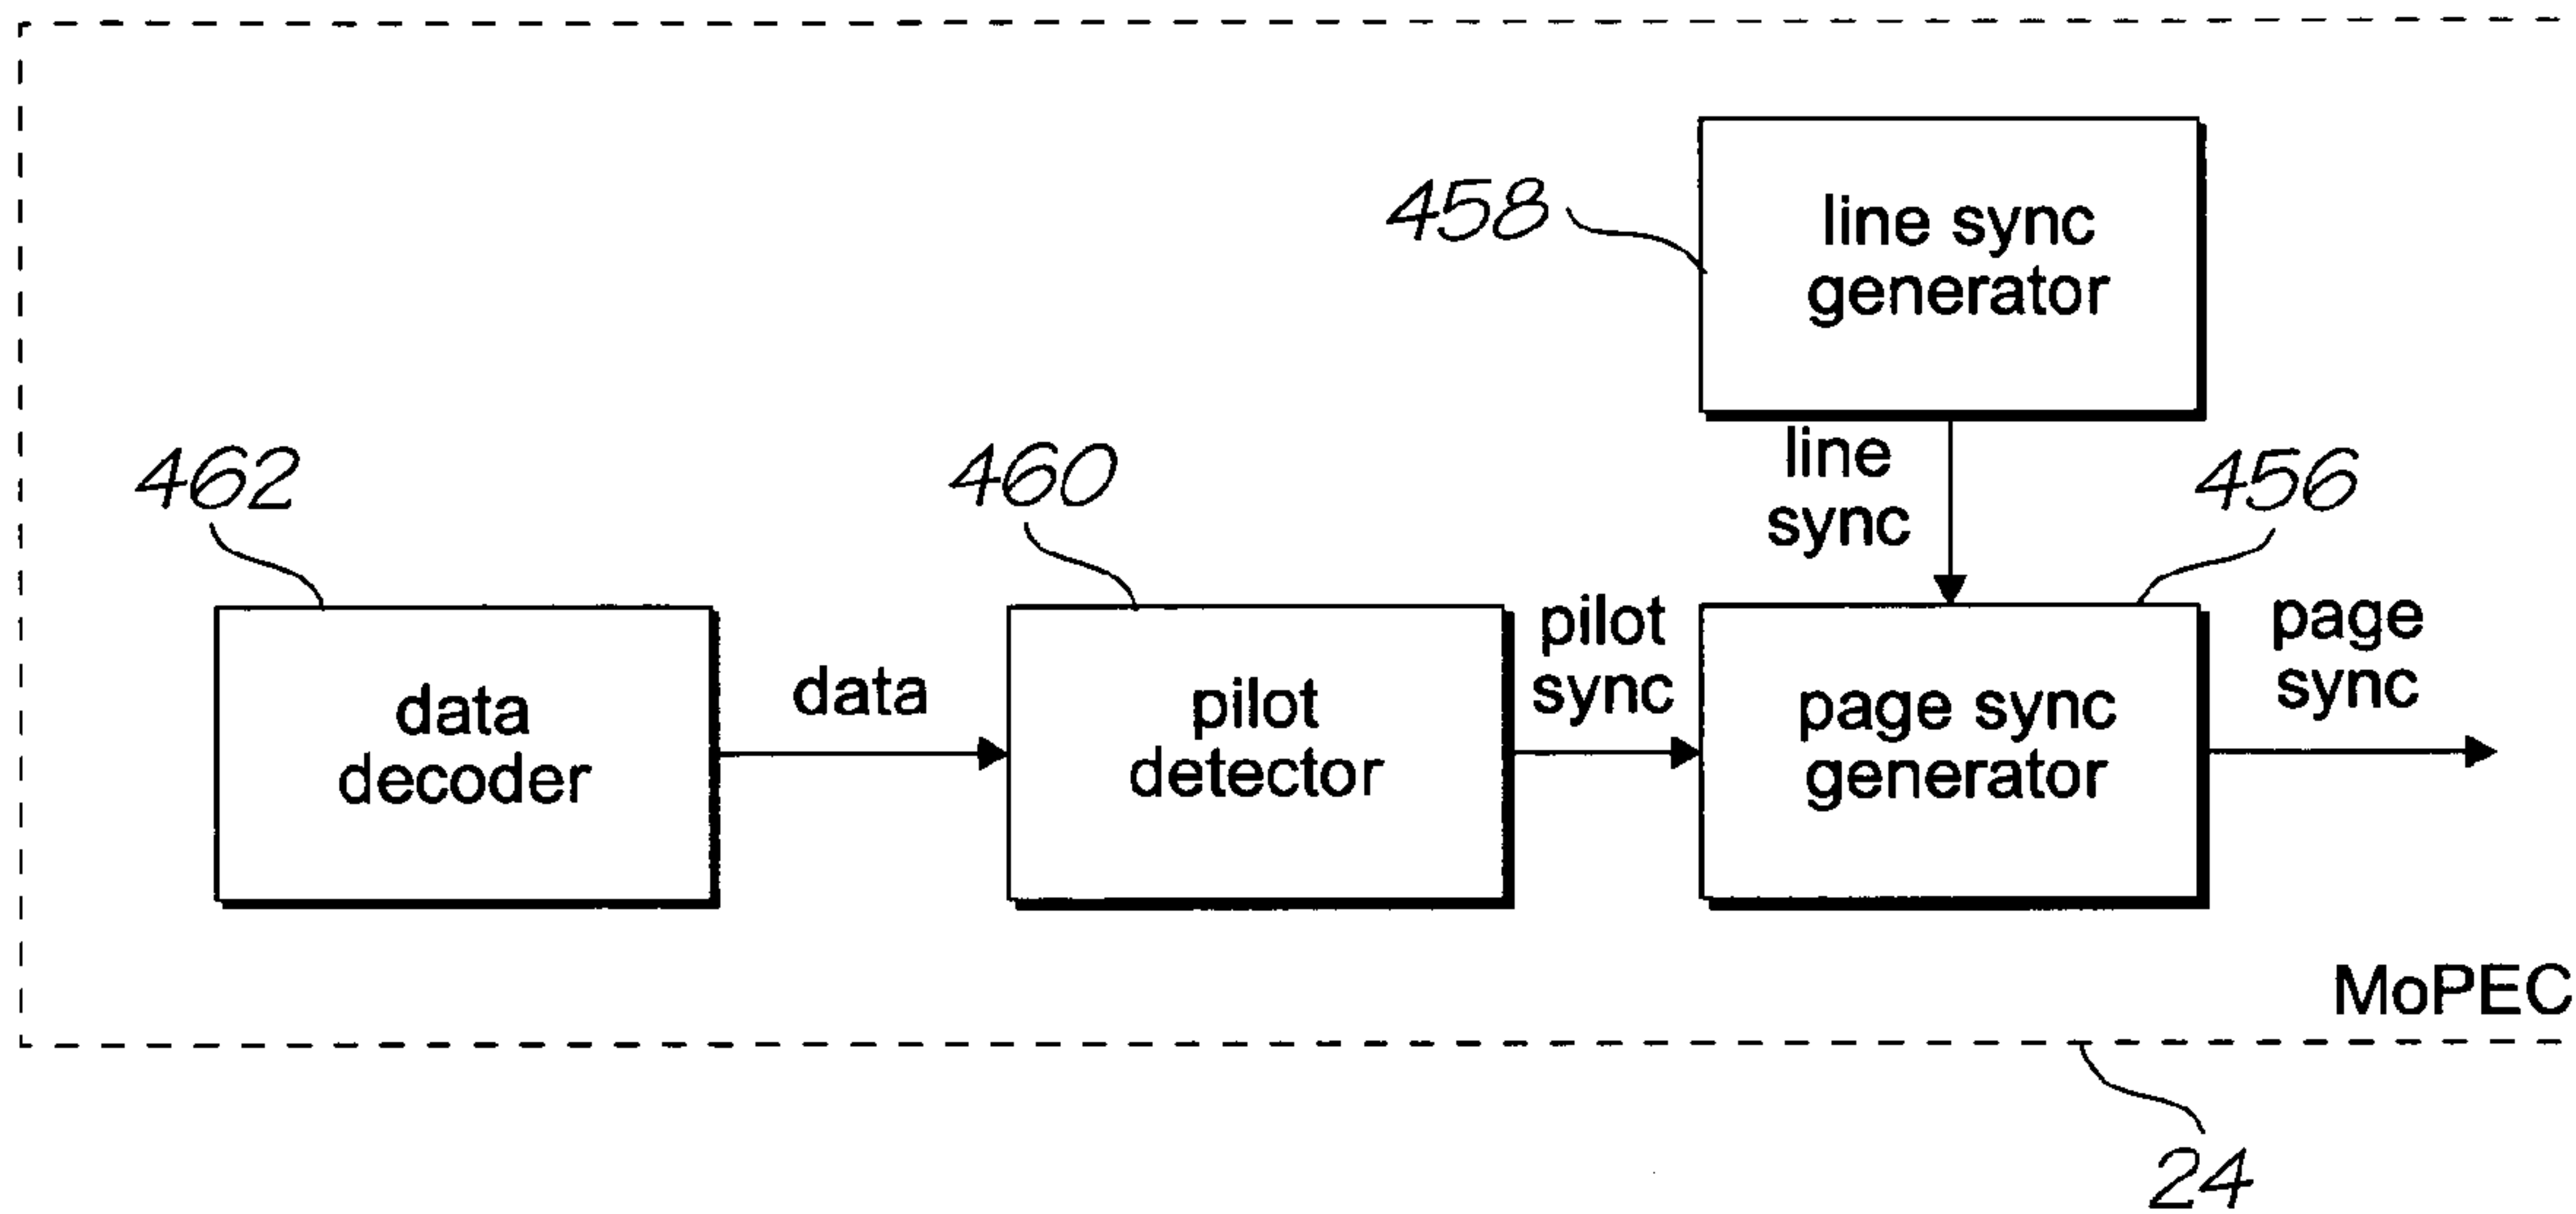 458
line sync
generator
line
sync
456
462
460
data
decoder
data
pilot
detector
pilot
sync
page sync
generator
page
sync
MoPEC
24